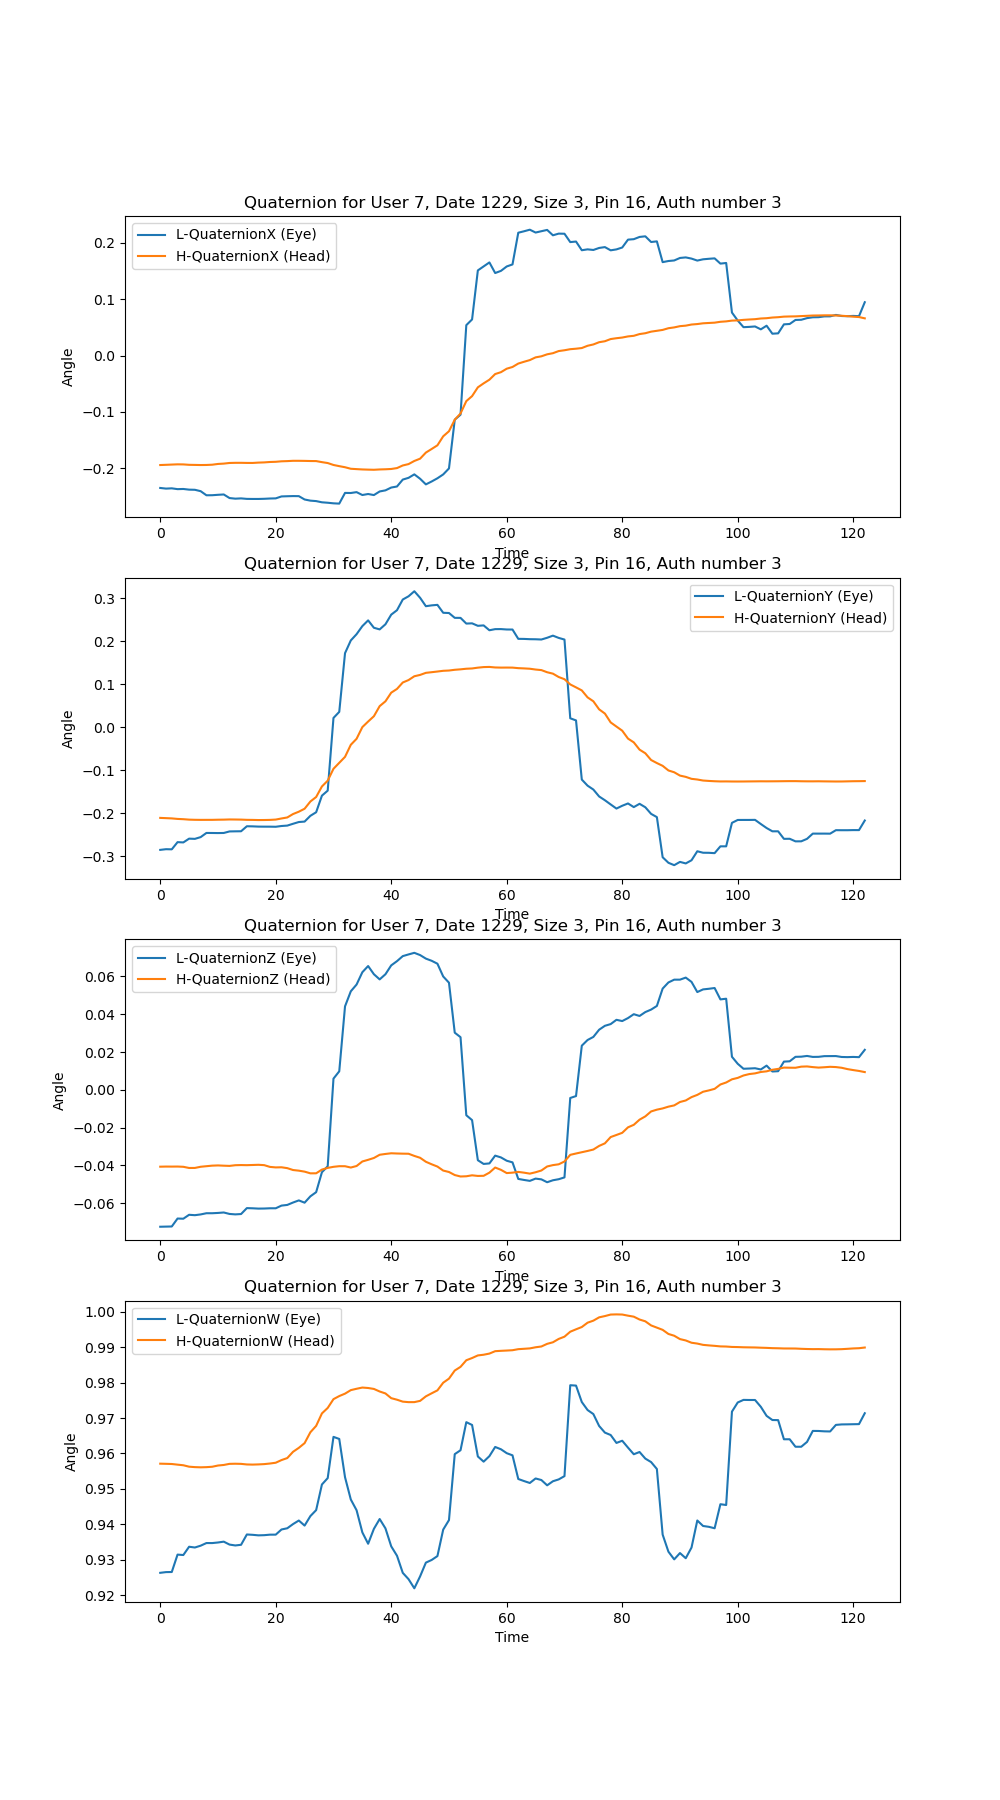 Quaternion for User 7, Date 1229, Size 3, Pin 16, Auth number 3
L-QuaternionX (Eye)
H-QuaternionX (Head)
0.2
0.1
0.0
−0.1
−0.2
Angle
0 20 40 60 80 100 120
Time
Quaternion for User 7, Date 1229, Size 3, Pin 16, Auth number 3
L-QuaternionY (Eye)
H-QuaternionY (Head)
0.3
0.2
0.1
0.0
−0.1
−0.2
−0.3
Angle
0 20 40 60 80 100 120
Time
Quaternion for User 7, Date 1229, Size 3, Pin 16, Auth number 3
L-QuaternionZ (Eye)
H-QuaternionZ (Head)
0.06
0.04
0.02
0.00
−0.02
−0.04
−0.06
Angle
0 20 40 60 80 100 120
Time
Quaternion for User 7, Date 1229, Size 3, Pin 16, Auth number 3
L-QuaternionW (Eye)
H-QuaternionW (Head)
1.00
0.99
0.98
0.97
0.96
0.95
0.94
0.93
0.92
Angle
0 20 40 60 80 100 120
Time